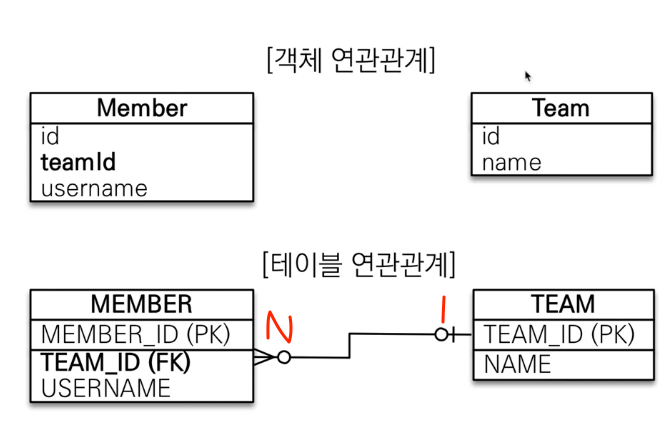 [객체 연관관계]
Member
id
teamId
username
Team
id
name
[테이블 연관관계]
MEMBER
MEMBER_ID (PK)
TEAM_ID (FK)
USERNAME
N
1
TEAM
TEAM_ID (PK)
NAME